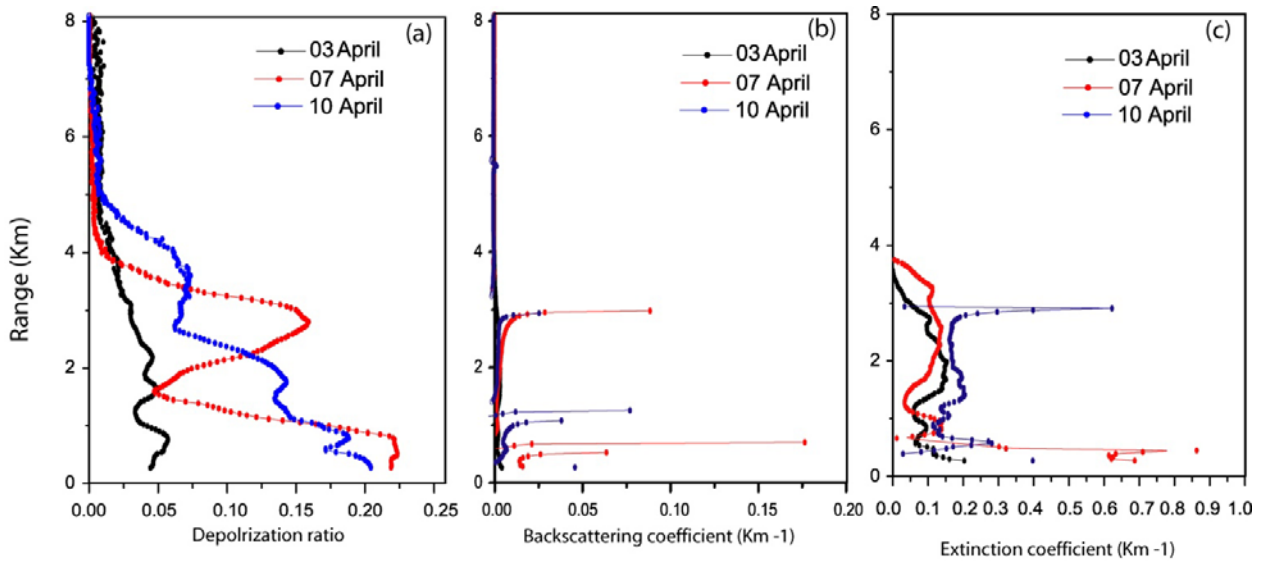 Range (Km)
8
6
4
2
0
(a)
03 April
07 April
10 April
0.00 0.05 0.10 0.15 0.20 0.25
Depolrization ratio
8
6
4
2
0
(b)
03 April
07 April
10 April
0.00 0.05 0.10 0.15 0.20
Backscattering coefficient (Km -1)
8
6
4
2
0
(c)
03 April
07 April
10 April
0.0 0.1 0.2 0.3 0.4 0.5 0.2 0.3 0.8 0.9 1.0
Extinction coefficient (Km -1)